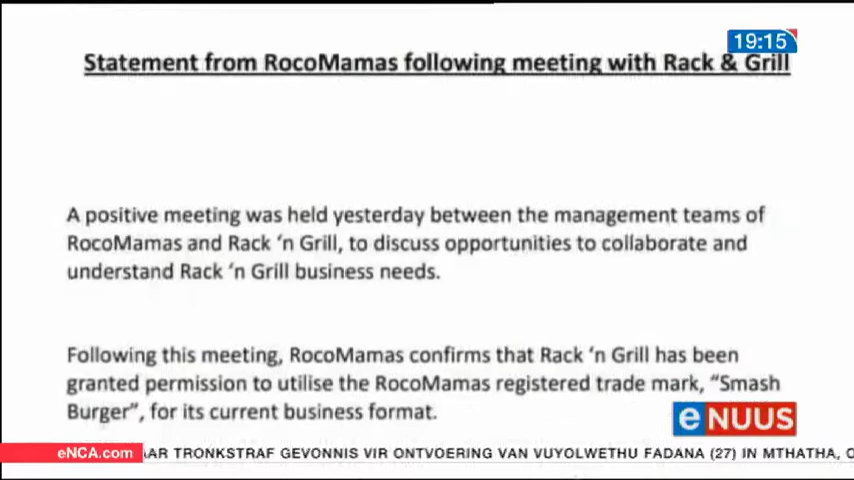 19:15
Statement from RocoMamas following meeting with Rack & Grill
A positive meeting was held yesterday between the management teams of
RocoMamas and Rack ‘n Grill, to discuss opportunities to collaborate and
understand Rack ‘n Grill business needs.
Following this meeting, RocoMamas confirms that Rack ‘n Grill has been
granted permission to utilise the RocoMamas registered trade mark, “Smash
Burger”, for its current business format.
e NUUS
eNCA.com AAR TRONKSTRAF GEVONNIS VIR ONTVOERING VAN VUYOLWETHU FADANA (27) IN MTHATHA,